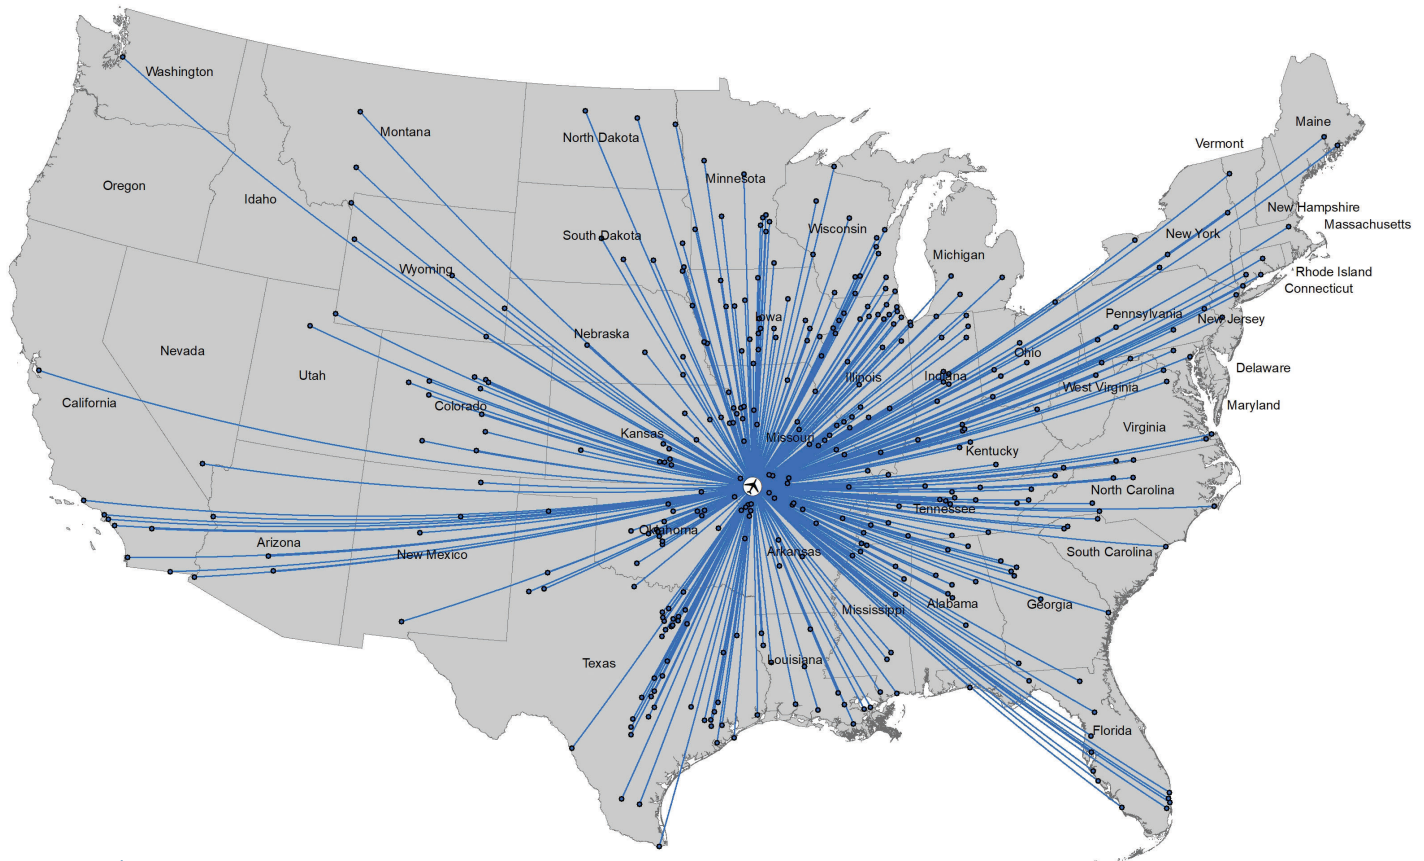 Washington
Montana
North Dakota
Minnesota
Maine
Vermont
Oregon
Idaho
New Hampshire
Massachusetts
South Dakota
Wisconsin
New York
Michigan
Wyoming
Rhode Island
Connecticut
Pennsylvania
New Jersey
Iowa
Nebraska
Nevada
Ohio
Delaware
Utah
Illinois
Indiana
West Virginia
California
Colorado
Maryland
Kansas
Missouri
Virginia
Kentucky
North Carolina
Tennessee
Oklahoma
Arizona
New Mexico
Arkansas
South Carolina
Mississippi
Alabama
Georgia
Texas
Louisiana
Florida